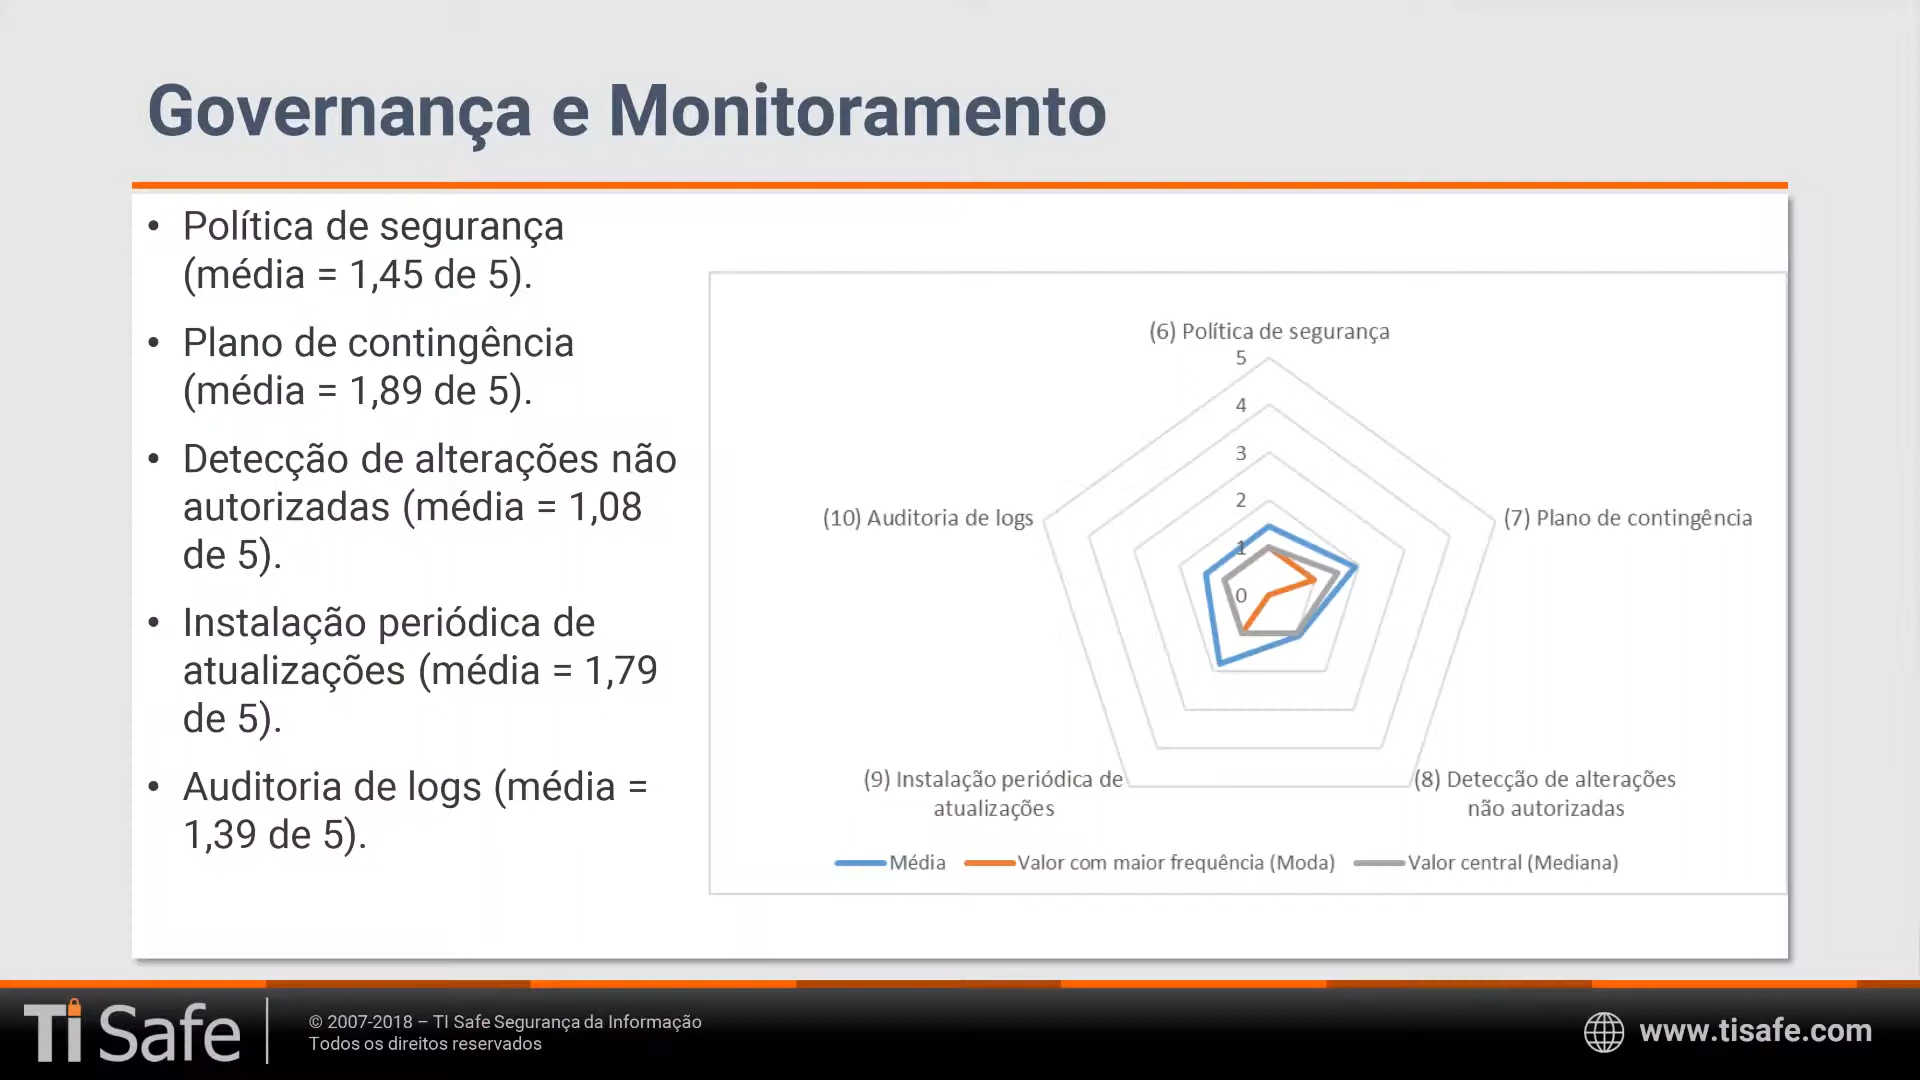 Governança e Monitoramento
• Política de segurança
(média = 1,45 de 5).
• Plano de contingência
(média = 1,89 de 5).
• Detecção de alterações não
autorizadas (média = 1,08
de 5).
• Instalação periódica de
atualizações (média = 1,79
de 5).
• Auditoria de logs (média =
1,39 de 5).
(6) Política de segurança
5
4
3
2
1
0
(10) Auditoria de logs
(7) Plano de contingência
(9) Instalação periódica de
atualizações
(8) Detecção de alterações
não autorizadas
Média
Valor com maior frequência (Moda)
Valor central (Mediana)
Ti Safe
© 2007-2018 – TI Safe Segurança da Informação
Todos os direitos reservados
www.tisafe.com